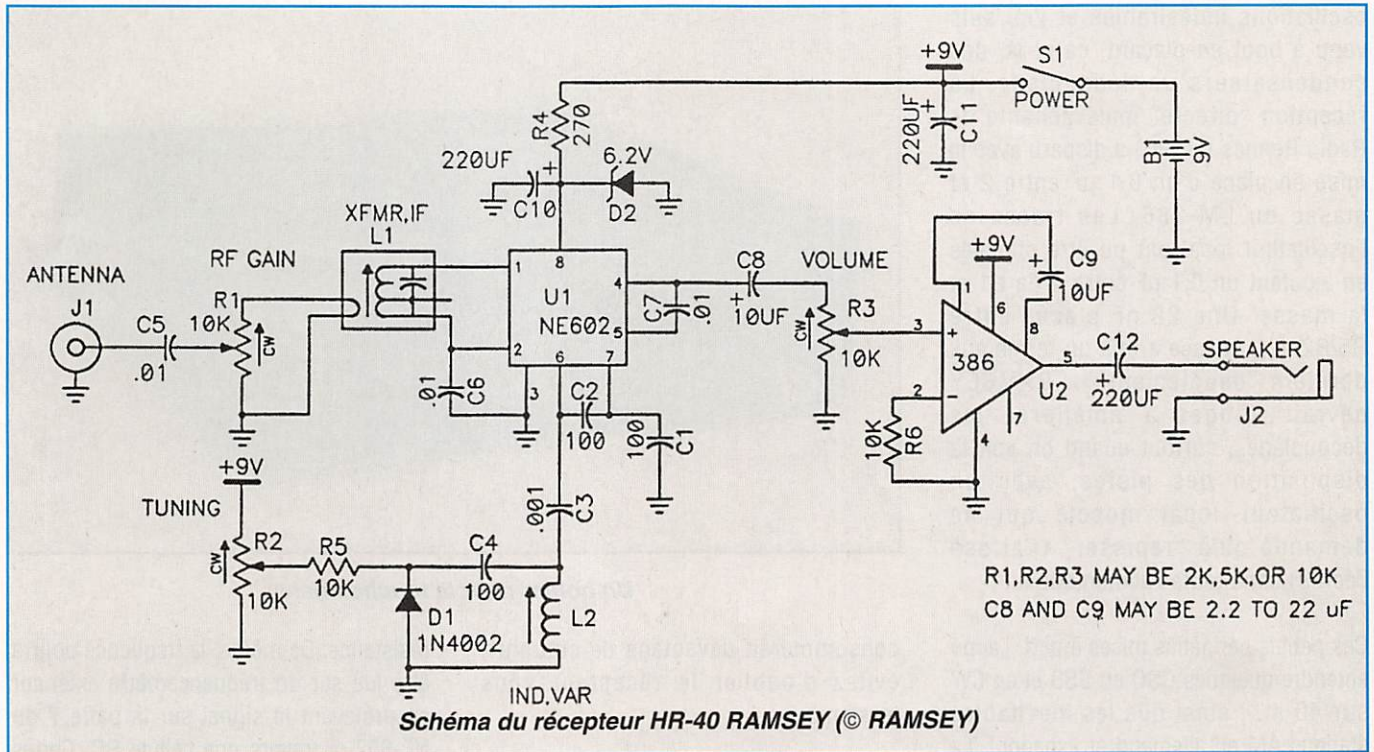 +9V
S1
POWER
220UF
+
C11
B1
9V
R4
270
220UF
+
C10
6.2V
D2
XFMR,IF
L1
ANTENNA
J1
RF GAIN
R1
10K
CW
C5
.01
1
8
4
U1
NE602
5
2
6
7
3
.01
C6
C7
.01
C8
+
10UF
VOLUME
CW
R3
10K
+9V
+
C9
10UF
6
8
3
+
386
5
2
−
U2
7
4
R6
10K
C12
+
220UF
SPEAKER
J2
C2
100
100
C1
+9V
TUNING
CW
R2
10K
R5
10K
C4
100
.001
C3
D1
1N4002
L2
IND,VAR
R1,R2,R3 MAY BE 2K,5K,OR 10K
C8 AND C9 MAY BE 2.2 TO 22 uF
Schéma du récepteur HR-40 RAMSEY (© RAMSEY)